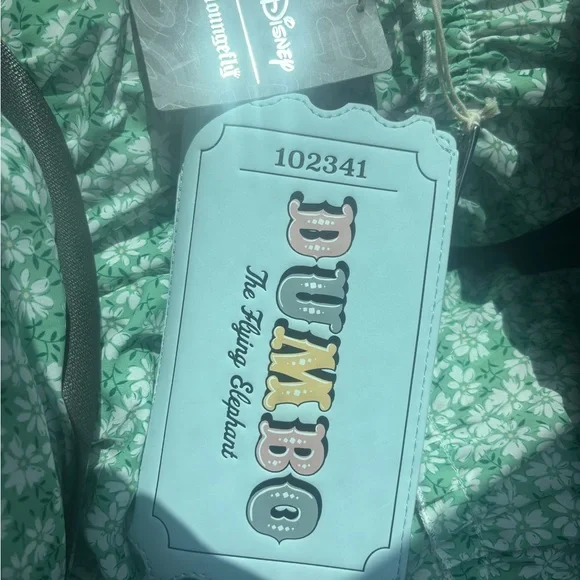 Disney
Loungefly
102341
DUMBO
The Flying Elephant